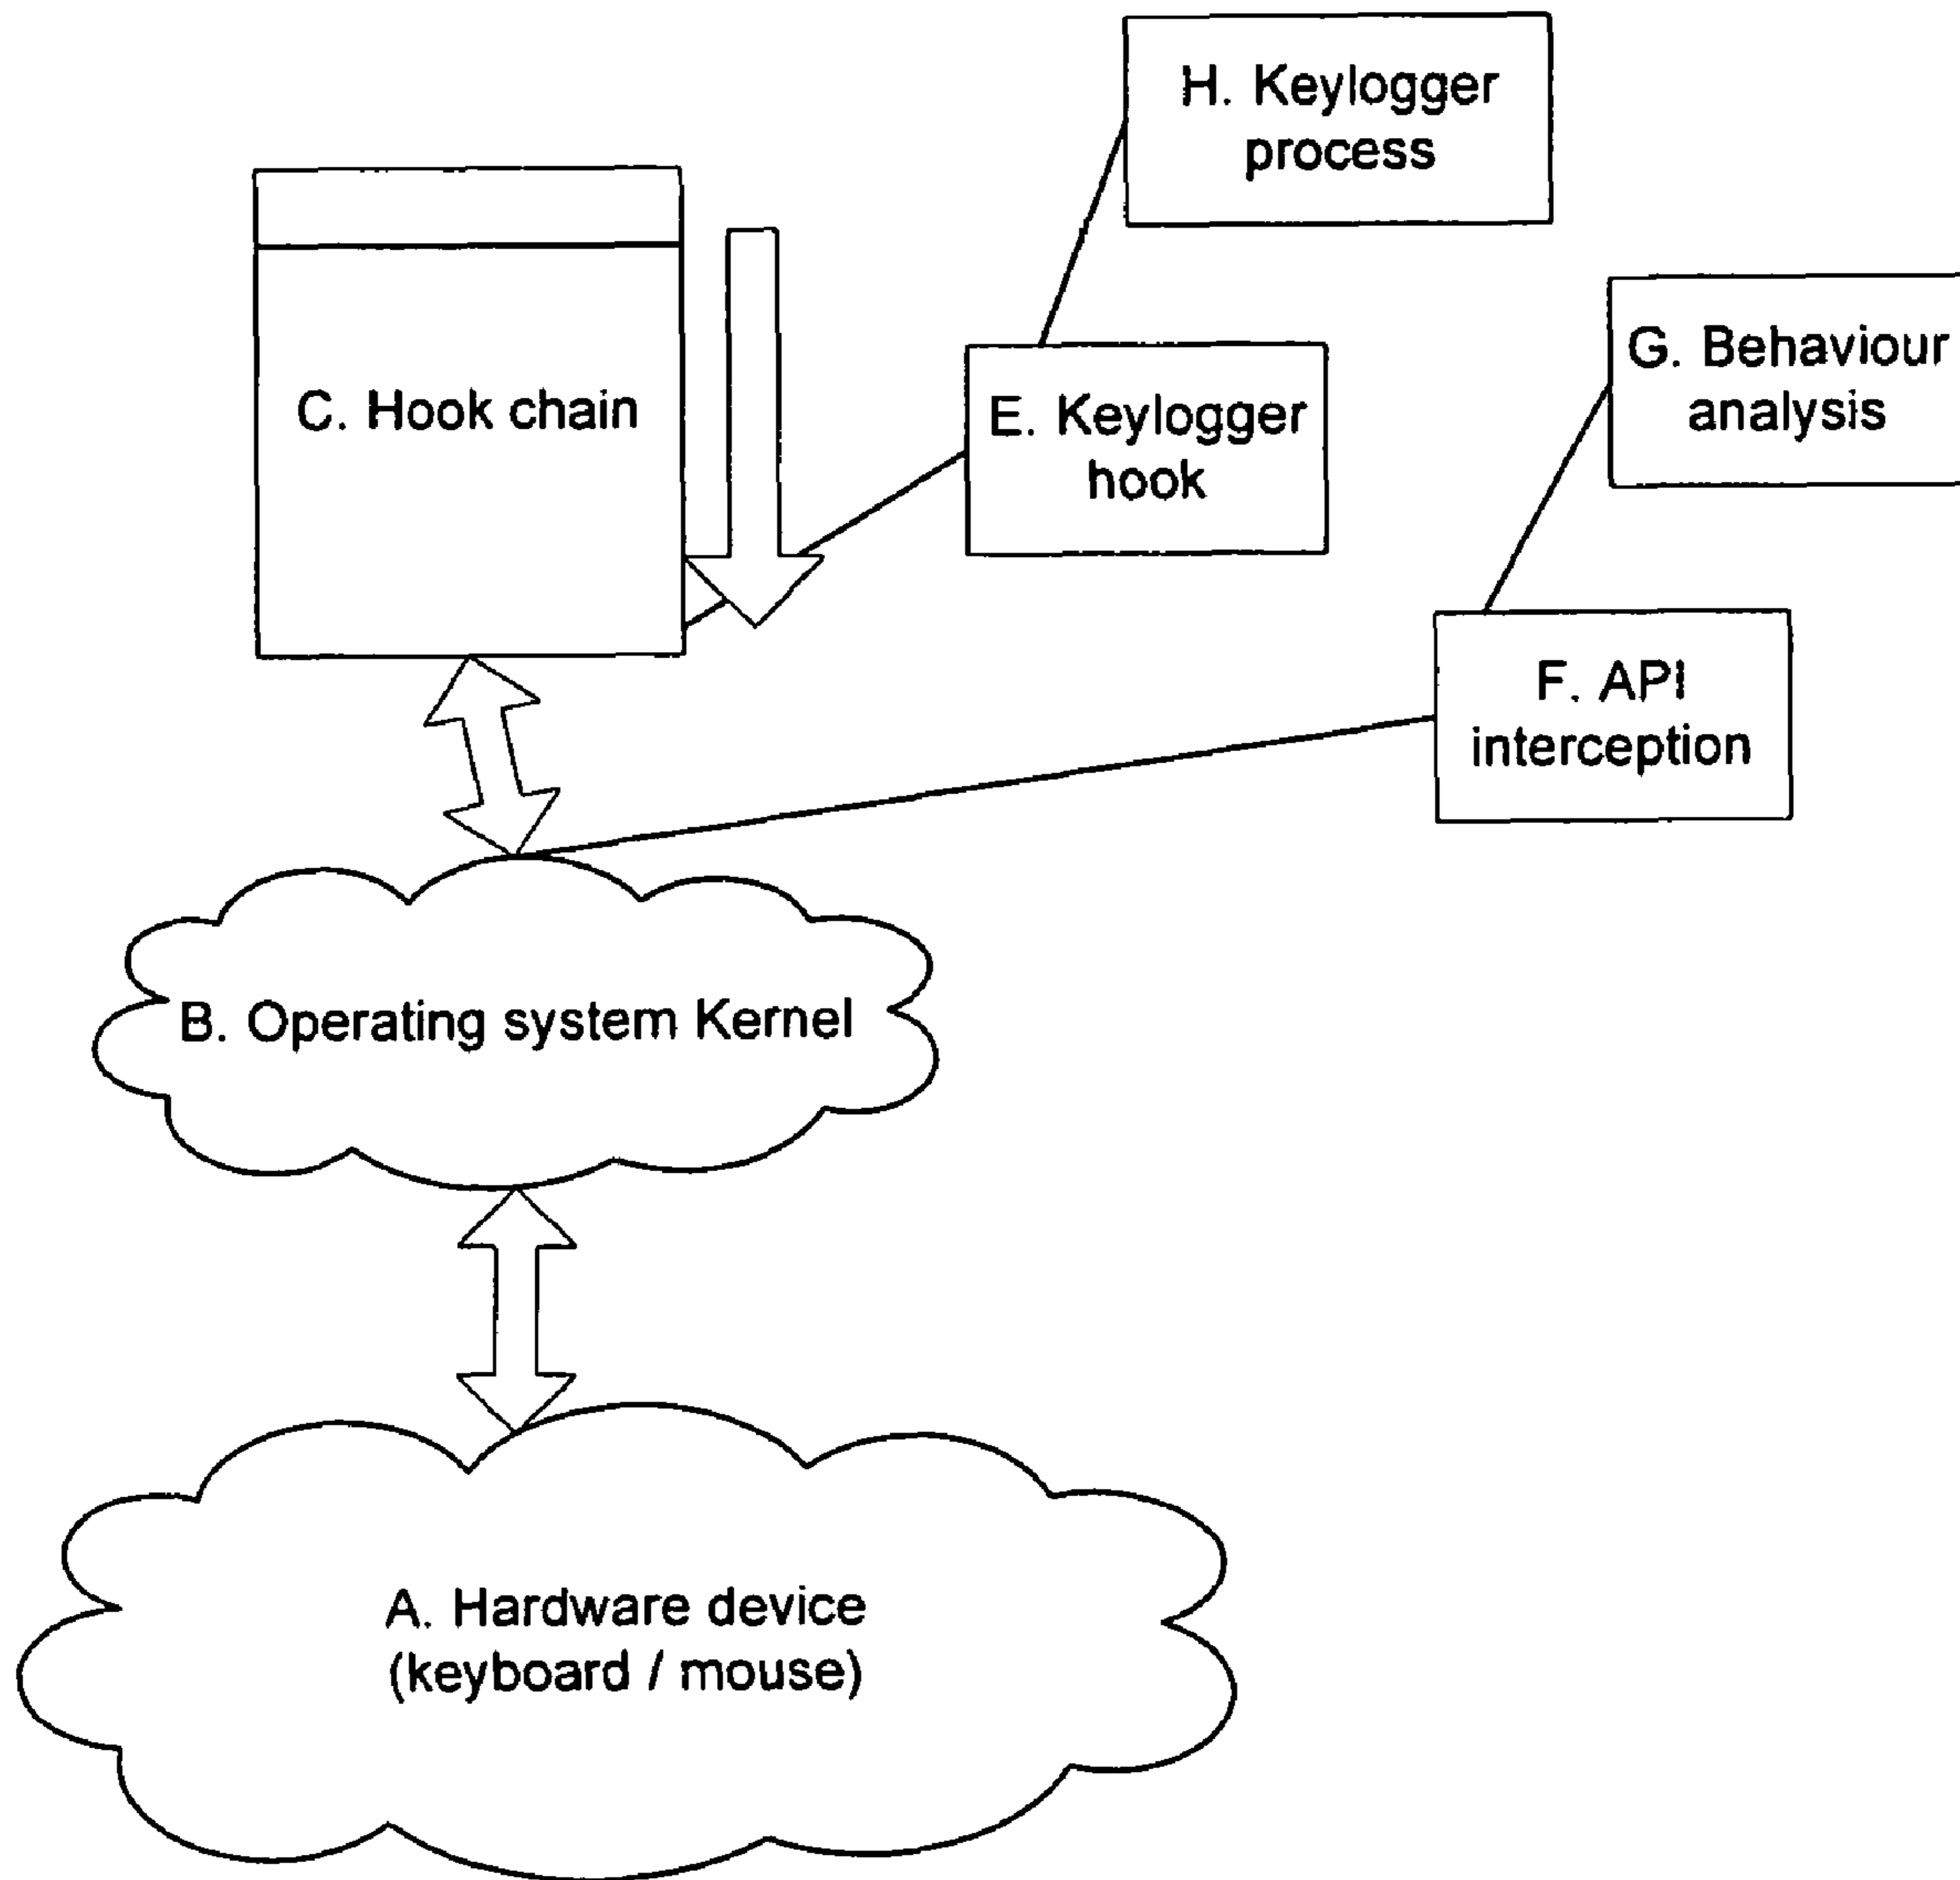 H. Keylogger
process
G. Behaviour
analysis
C. Hook chain
E. Keylogger
hook
F. API
interception
B. Operating system Kernel
A. Hardware device
(keyboard / mouse)